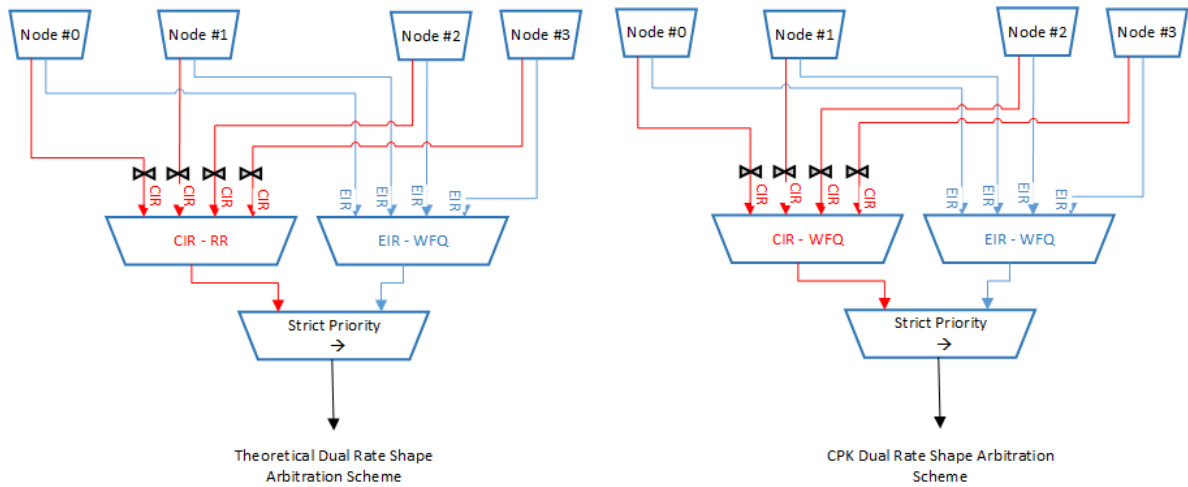 Node #0
Node #1
Node #2
Node #3
CIR
CIR
CIR
CIR
EIR
EIR
EIR
EIR
CIR - RR
EIR - WFQ
Strict Priority
→
Theoretical Dual Rate Shape
Arbitration Scheme
Node #0
Node #1
Node #2
Node #3
CIR
CIR
CIR
CIR
EIR
EIR
EIR
EIR
CIR - WFQ
EIR - WFQ
Strict Priority
→
CPK Dual Rate Shape Arbitration
Scheme